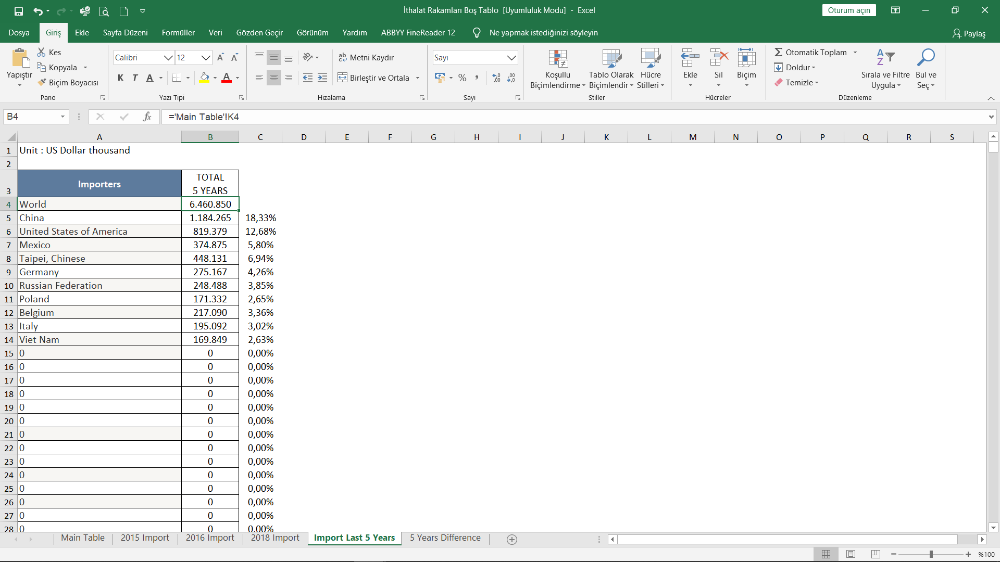 İthalat Rakamları Boş Tablo [Uyumluluk Modu] - Excel
Oturum açın
Dosya Giriş Ekle Sayfa Düzeni Formüller Veri Gözden Geçir Görünüm Yardım ABBYY FineReader 12 Ne yapmak istediğinizi söyleyin Paylaş
Yapıştır
Kes
Kopyala
Biçim Boyacısı
Pano
Calibri 12
K T A
Yazı Tipi
Metni Kaydır
Birleştir ve Ortala
Hizalama
Sayı
Sayı
Koşullu Biçimlendirme
Tablo Olarak Biçimlendir
Hücre Stilleri
Stiller
Ekle Sil Biçim
Hücreler
Otomatik Toplam
Doldur
Temizle
Sırala ve Filtre Uygula
Bul ve Seç
Düzenleme
B4 fx ='Main Table'!K4
A B C D E F G H I J K L M N O P Q R S
1 Unit : US Dollar thousand
2
3 Importers TOTAL 5 YEARS
4 World 6.460.850
5 China 1.184.265 18,33%
6 United States of America 819.379 12,68%
7 Mexico 374.875 5,80%
8 Taipei, Chinese 448.131 6,94%
9 Germany 275.167 4,26%
10 Russian Federation 248.488 3,85%
11 Poland 171.332 2,65%
12 Belgium 217.090 3,36%
13 Italy 195.092 3,02%
14 Viet Nam 169.849 2,63%
15 0 0 0,00%
16 0 0 0,00%
17 0 0 0,00%
18 0 0 0,00%
19 0 0 0,00%
20 0 0 0,00%
21 0 0 0,00%
22 0 0 0,00%
23 0 0 0,00%
24 0 0 0,00%
25 0 0 0,00%
26 0 0 0,00%
27 0 0 0,00%
28 0 0 0,00%
Main Table 2015 Import 2016 Import 2018 Import Import Last 5 Years 5 Years Difference
%100